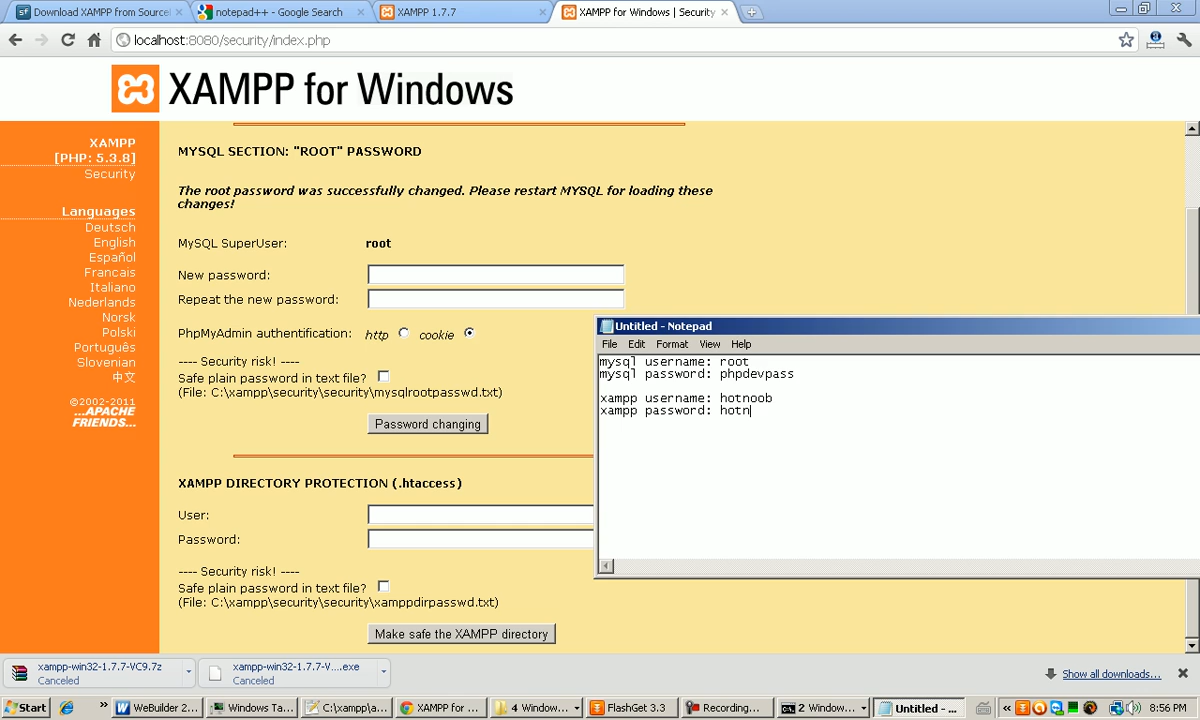 Download XAMPP from Source
notepad++ - Google Search
XAMPP 1.7.7
XAMPP for Windows | Security
localhost:8080/security/index.php
XAMPP for Windows
XAMPP
[PHP: 5.3.8]
Security
Languages
Deutsch
English
Español
Francais
Italiano
Nederlands
Norsk
Polski
Português
Slovenian
中文
©2002-2011
...APACHE
FRIENDS...
MYSQL SECTION: "ROOT" PASSWORD
The root password was successfully changed. Please restart MYSQL for loading these
changes!
MySQL SuperUser: root
New password:
Repeat the new password:
PhpMyAdmin authentification: http cookie
---- Security risk! ----
Safe plain password in text file?
(File: C:\xampp\security\security\mysqlrootpasswd.txt)
Password changing
XAMPP DIRECTORY PROTECTION (.htaccess)
User:
Password:
---- Security risk! ----
Safe plain password in text file?
(File: C:\xampp\security\security\xamppdirpasswd.txt)
Make safe the XAMPP directory
Untitled - Notepad
File Edit Format View Help
mysql username: root
mysql password: phpdevpass
xampp username: hotnoob
xampp password: hotn
xampp-win32-1.7.7-VC9.7z
Canceled
xampp-win32-1.7.7-V....exe
Canceled
Show all downloads...
Start
WeBuilder 2...
Windows Ta...
C:\xampp\a...
XAMPP for ...
4 Window...
FlashGet 3.3
Recording...
2 Window...
Untitled - ...
8:56 PM